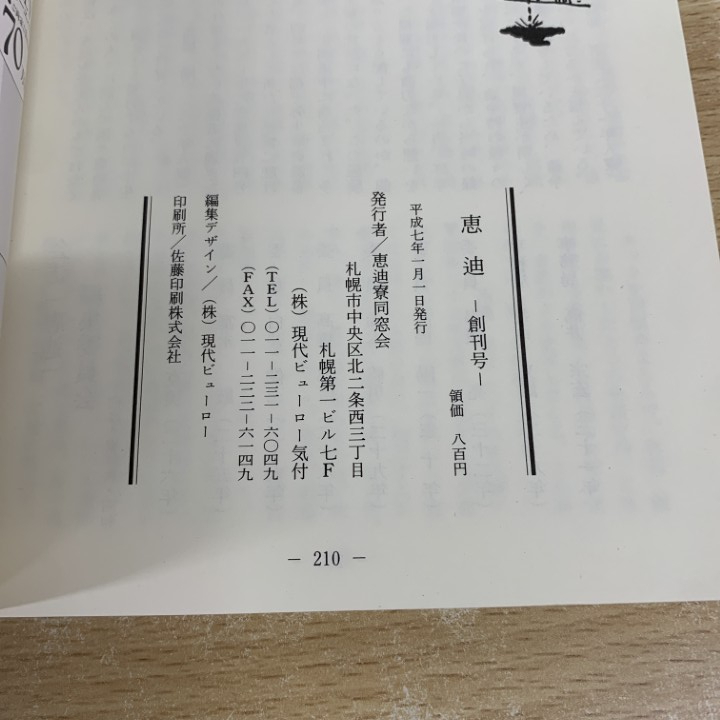 恵迪 ―創刊号―
領価 八百円
平成七年一月一日発行
発行者／恵迪寮同窓会
札幌市中央区北二条西三丁目
札幌第一ビル七F
（株）現代ビューロー気付
（TEL）〇一一―二三一―六〇四九
（FAX）〇一一―二二二―六一四九
編集デザイン／（株）現代ビューロー
印刷所／佐藤印刷株式会社
― 210 ―
70